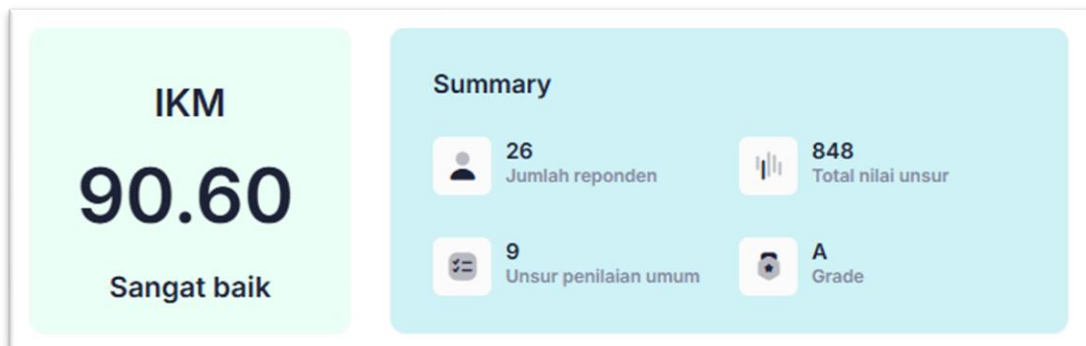 IKM
90.60
Sangat baik
Summary
26
Jumlah reponden
848
Total nilai unsur
9
Unsur penilaian umum
A
Grade